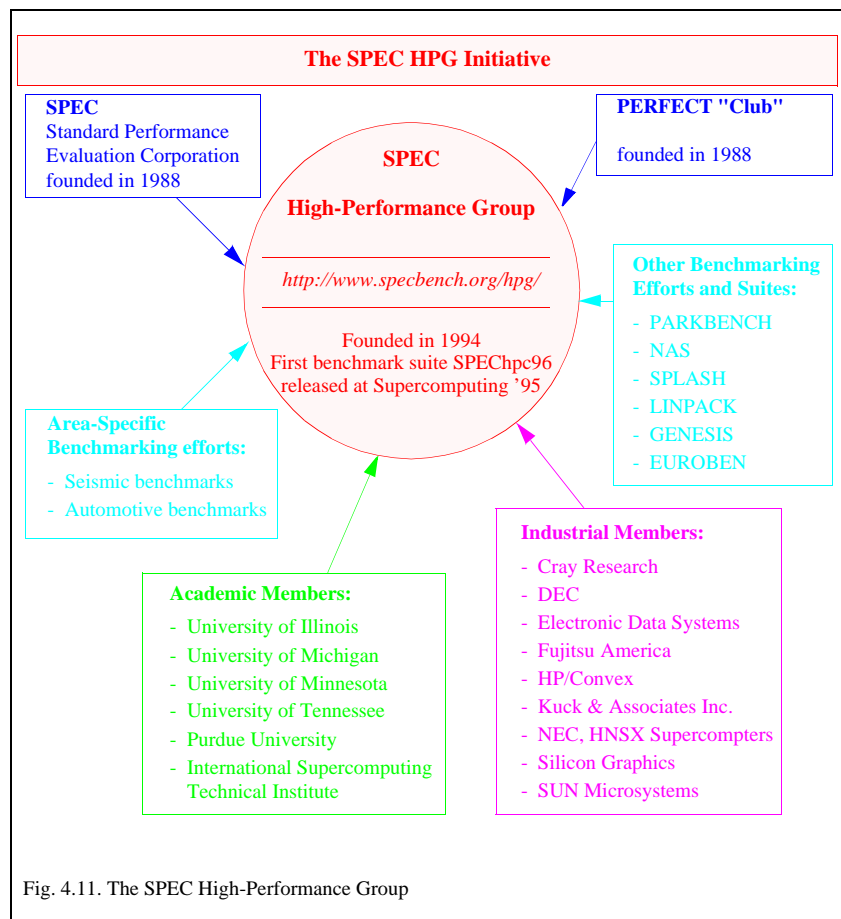 The SPEC HPG Initiative
SPEC
Standard Performance
Evaluation Corporation
founded in 1988
PERFECT "Club"
founded in 1988
SPEC
High-Performance Group
http://www.specbench.org/hpg/
Founded in 1994
First benchmark suite SPEChpc96
released at Supercomputing ’95
Other Benchmarking
Efforts and Suites:
- PARKBENCH
- NAS
- SPLASH
- LINPACK
- GENESIS
- EUROBEN
Area-Specific
Benchmarking efforts:
- Seismic benchmarks
- Automotive benchmarks
Academic Members:
- University of Illinois
- University of Michigan
- University of Minnesota
- University of Tennessee
- Purdue University
- International Supercomputing
Technical Institute
Industrial Members:
- Cray Research
- DEC
- Electronic Data Systems
- Fujitsu America
- HP/Convex
- Kuck & Associates Inc.
- NEC, HNSX Supercompters
- Silicon Graphics
- SUN Microsystems
Fig. 4.11. The SPEC High-Performance Group